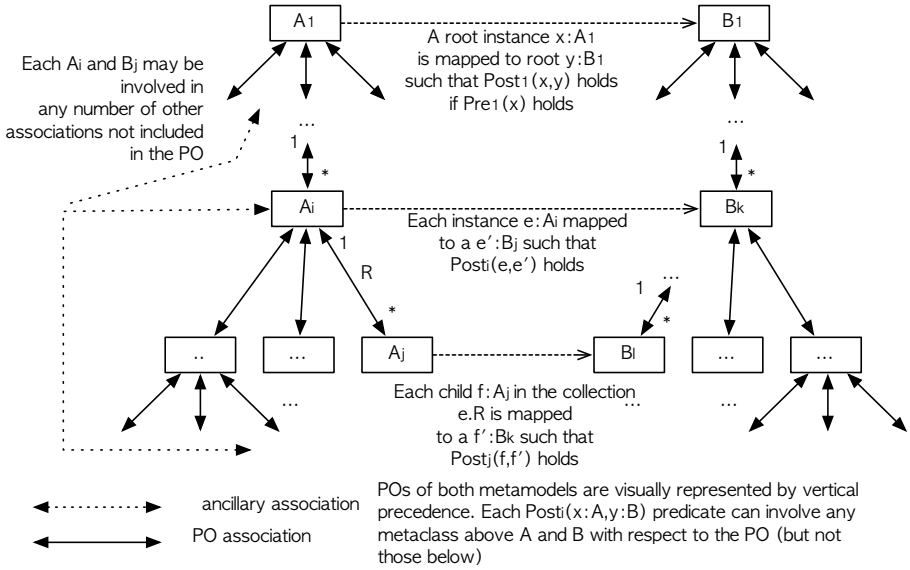 A1
B1
A root instance x:A1
is mapped to root y:B1
such that Post1(x,y) holds
if Pre1(x) holds
Each Ai and Bj may be
involved in
any number of other
associations not included
in the PO
...
...
1
*
1
*
Ai
Bk
Each instance e:Ai mapped
to a e′:Bj such that
Posti(e,e′) holds
1
R
*
...
1
*
..
...
Aj
Bl
...
...
Each child f:Aj in the collection
e.R is mapped
to a f′:Bk such that
Postj(f,f′) holds
...
...
...
...
ancillary association
PO association
POs of both metamodels are visually represented by vertical
precedence. Each Posti(x:A,y:B) predicate can involve any
metaclass above A and B with respect to the PO (but not
those below)